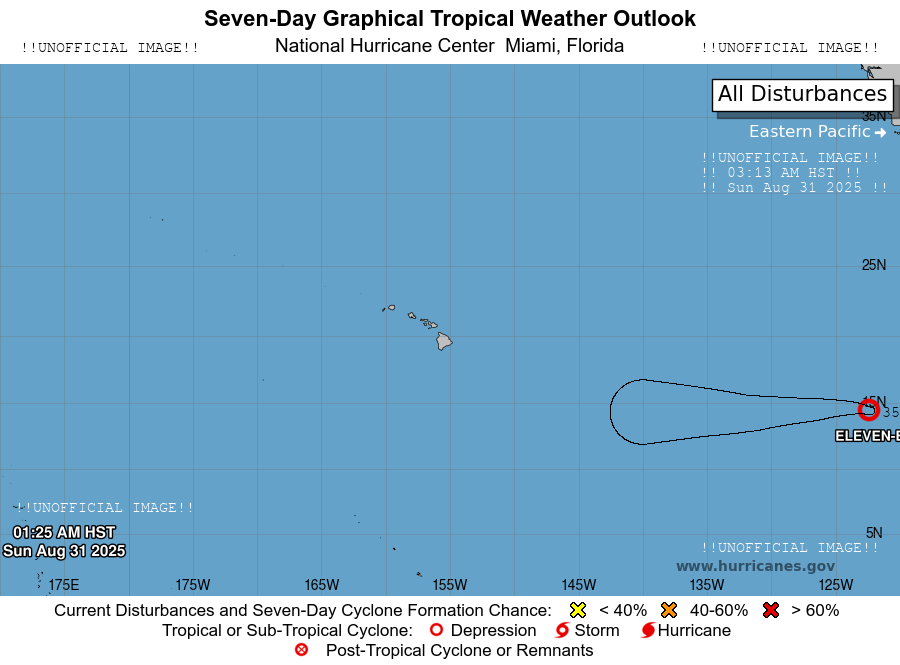 Seven-Day Graphical Tropical Weather Outlook
!!UNOFFICIAL IMAGE!!
National Hurricane Center  Miami, Florida
!!UNOFFICIAL IMAGE!!
All Disturbances
35N
Eastern Pacific
!!UNOFFICIAL IMAGE!!
!! 03:13 AM HST !!
!! Sun Aug 31 2025 !!
25N
15N
35
ELEVEN-E
!!UNOFFICIAL IMAGE!!
01:25 AM HST
Sun Aug 31 2025
5N
!!UNOFFICIAL IMAGE!!
www.hurricanes.gov
175E
175W
165W
155W
145W
135W
125W
Current Disturbances and Seven-Day Cyclone Formation Chance: < 40% 40-60% > 60%
Tropical or Sub-Tropical Cyclone: Depression Storm Hurricane
Post-Tropical Cyclone or Remnants